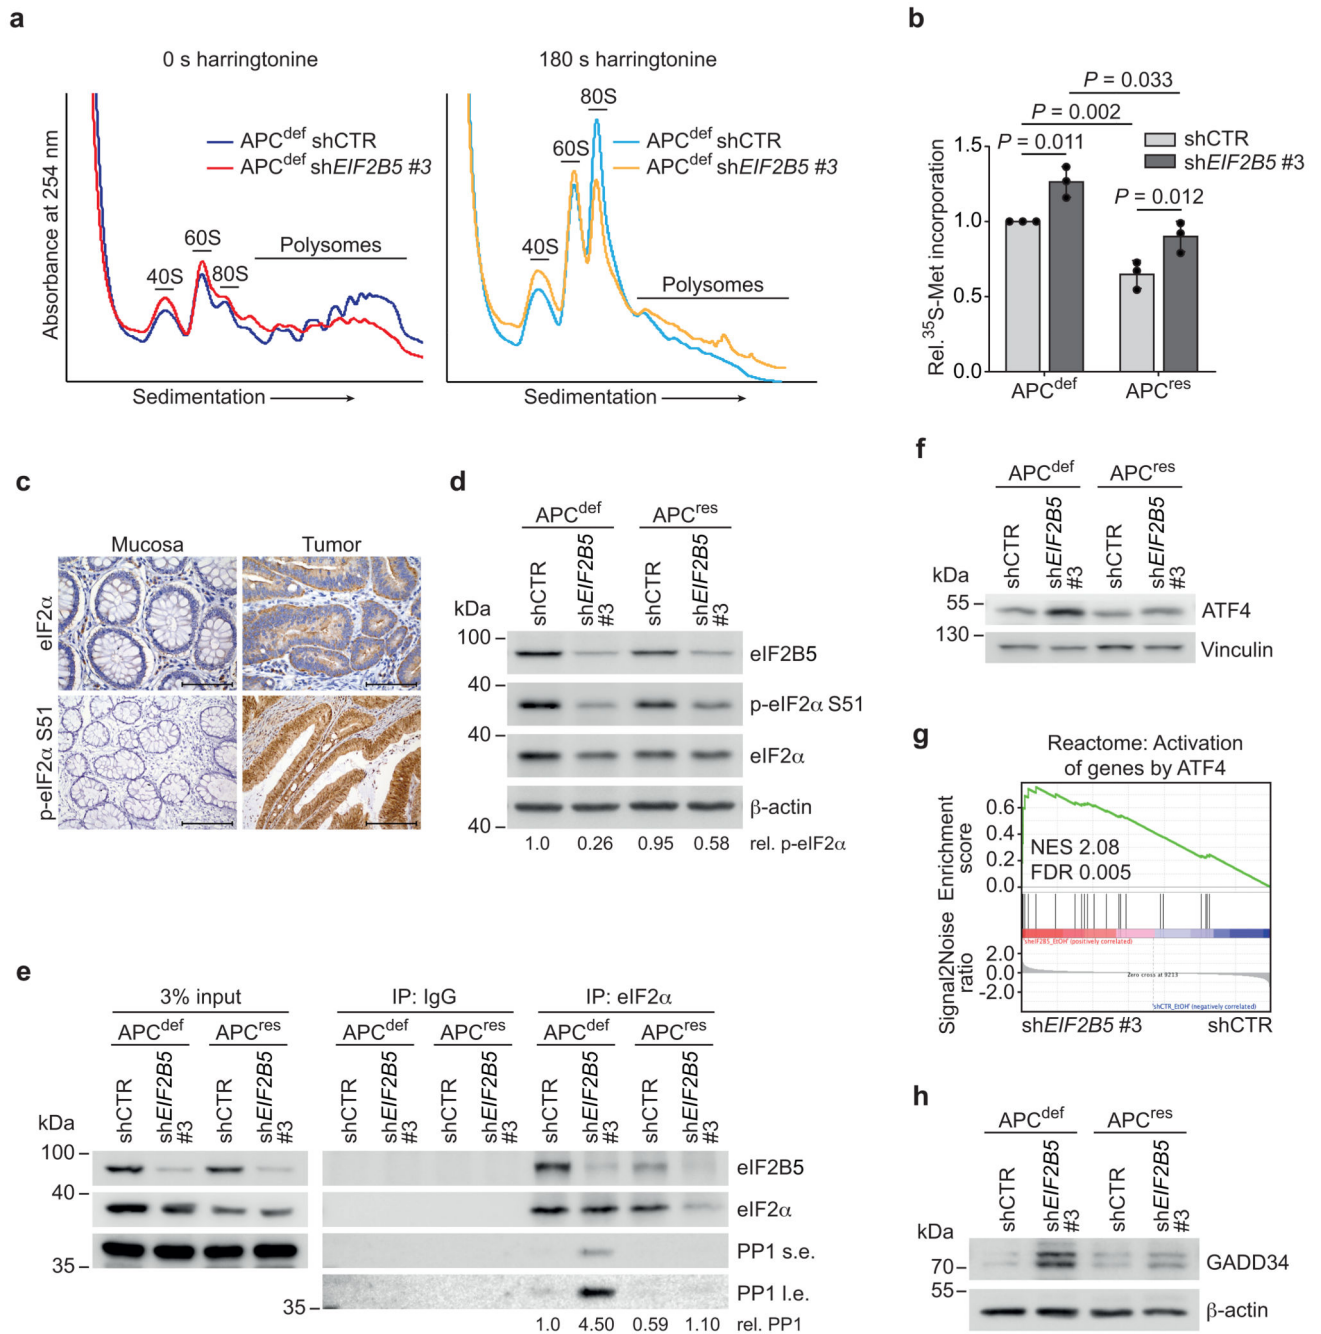 a
0 s harringtonine
180 s harringtonine
Absorbance at 254 nm
APCdef shCTR
APCdef shEIF2B5 #3
40S
60S
80S
Polysomes
Sedimentation
APCdef shCTR
APCdef shEIF2B5 #3
40S
60S
80S
Polysomes
Sedimentation
b
P = 0.033
P = 0.002
P = 0.011
P = 0.012
shCTR
shEIF2B5 #3
Rel. 35S-Met incorporation
1.5
1.0
0.5
0.0
APCdef
APCres
c
Mucosa
Tumor
eIF2α
p-eIF2α S51
d
APCdef
APCres
shCTR
shEIF2B5 #3
shCTR
shEIF2B5 #3
kDa
100
eIF2B5
40
p-eIF2α S51
40
eIF2α
β-actin
40
1.0 0.26 0.95 0.58 rel. p-eIF2α
e
3% input
IP: IgG
IP: eIF2α
APCdef APCres
APCdef APCres
APCdef APCres
shCTR
shEIF2B5 #3
shCTR
shEIF2B5 #3
shCTR
shEIF2B5 #3
shCTR
shEIF2B5 #3
shCTR
shEIF2B5 #3
shCTR
shEIF2B5 #3
kDa
100
eIF2B5
40
eIF2α
PP1 s.e.
35
PP1 l.e.
35
1.0 4.50 0.59 1.10 rel. PP1
f
APCdef
APCres
shCTR
shEIF2B5 #3
shCTR
shEIF2B5 #3
kDa
55
ATF4
130
Vinculin
g
Reactome: Activation
of genes by ATF4
Enrichment score
0.6
0.4
0.2
0.0
NES 2.08
FDR 0.005
'sheIF2B5_EtOH' (positively correlated)
Signal2Noise ratio
2.0
0.0
-2.0
Zero cross at 9213
'shCTR_EtOH' (negatively correlated)
shEIF2B5 #3
shCTR
h
APCdef
APCres
shCTR
shEIF2B5 #3
shCTR
shEIF2B5 #3
kDa
70
GADD34
55
β-actin